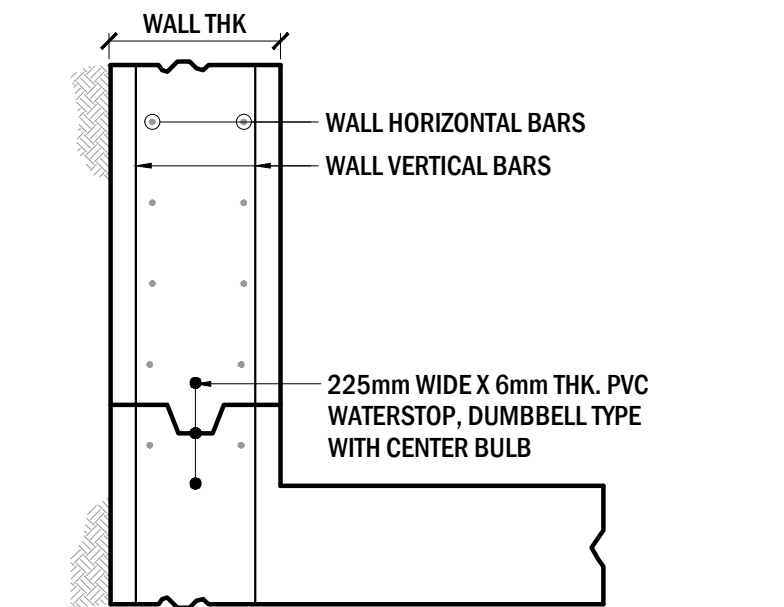 WALL THK
WALL HORIZONTAL BARS
WALL VERTICAL BARS
225mm WIDE X 6mm THK. PVC
WATERSTOP, DUMBBELL TYPE
WITH CENTER BULB